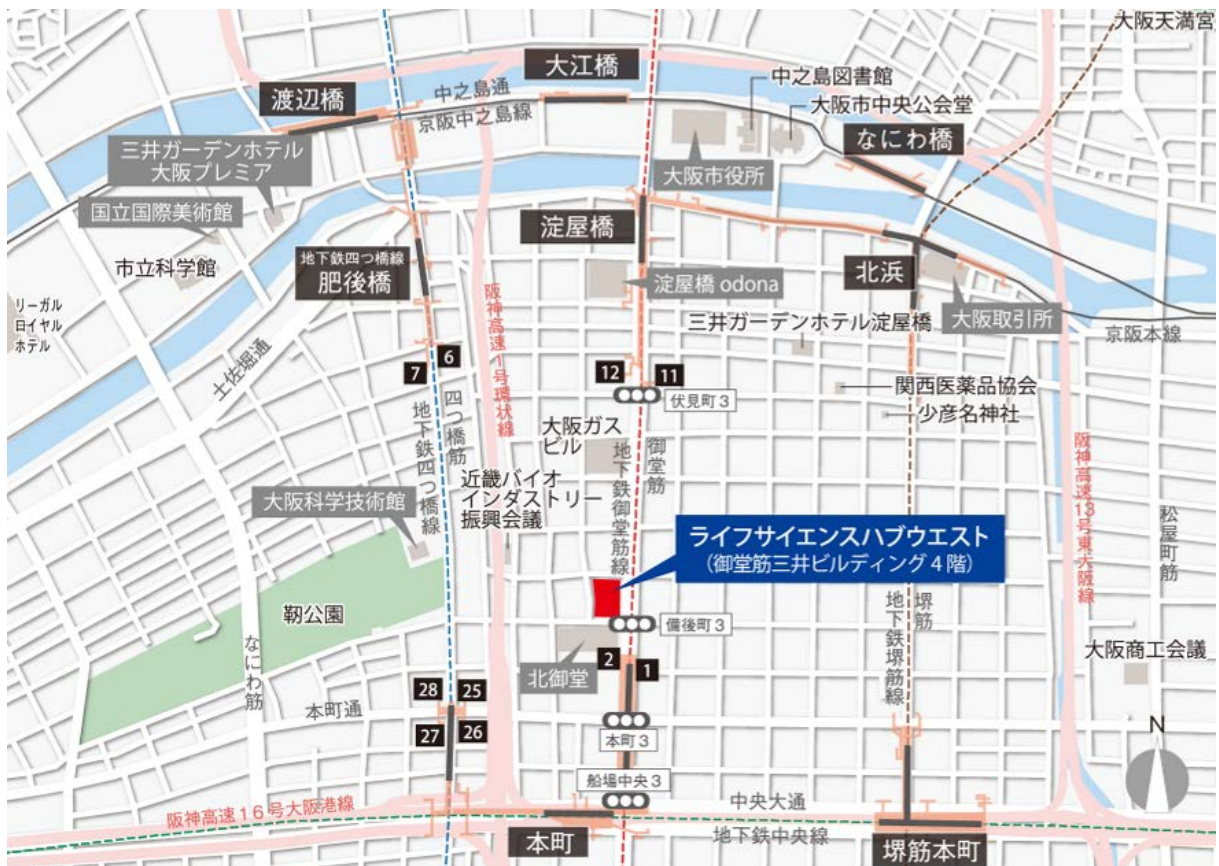 大阪天満宮
大江橋
中之島図書館
渡辺橋
中之島通
京阪中之島線
大阪市中央公会堂
なにわ橋
三井ガーデンホテル
大阪プレミア
大阪市役所
国立国際美術館
淀屋橋
市立科学館
地下鉄四つ橋線
肥後橋
北浜
淀屋橋 odona
リーガル
ロイヤル
ホテル
三井ガーデンホテル淀屋橋
大阪取引所
京阪本線
土佐堀通
阪神高速1号環状線
7
6
12
11
伏見町3
関西医薬品協会
少彦名神社
四つ橋筋
地下鉄四つ橋線
大阪ガス
ビル
御堂筋
地下鉄御堂筋線
阪神高速13号東大阪線
松屋町筋
近畿バイオ
インダストリー
振興会議
大阪科学技術館
ライフサイエンスハブウエスト
(御堂筋三井ビルディング4階)
靭公園
備後町3
堺筋
地下鉄堺筋線
なにわ筋
北御堂
2
1
大阪商工会議
28
25
本町通
27
26
本町3
N
船場中央3
阪神高速16号大阪港線
中央大通
本町
地下鉄中央線
堺筋本町